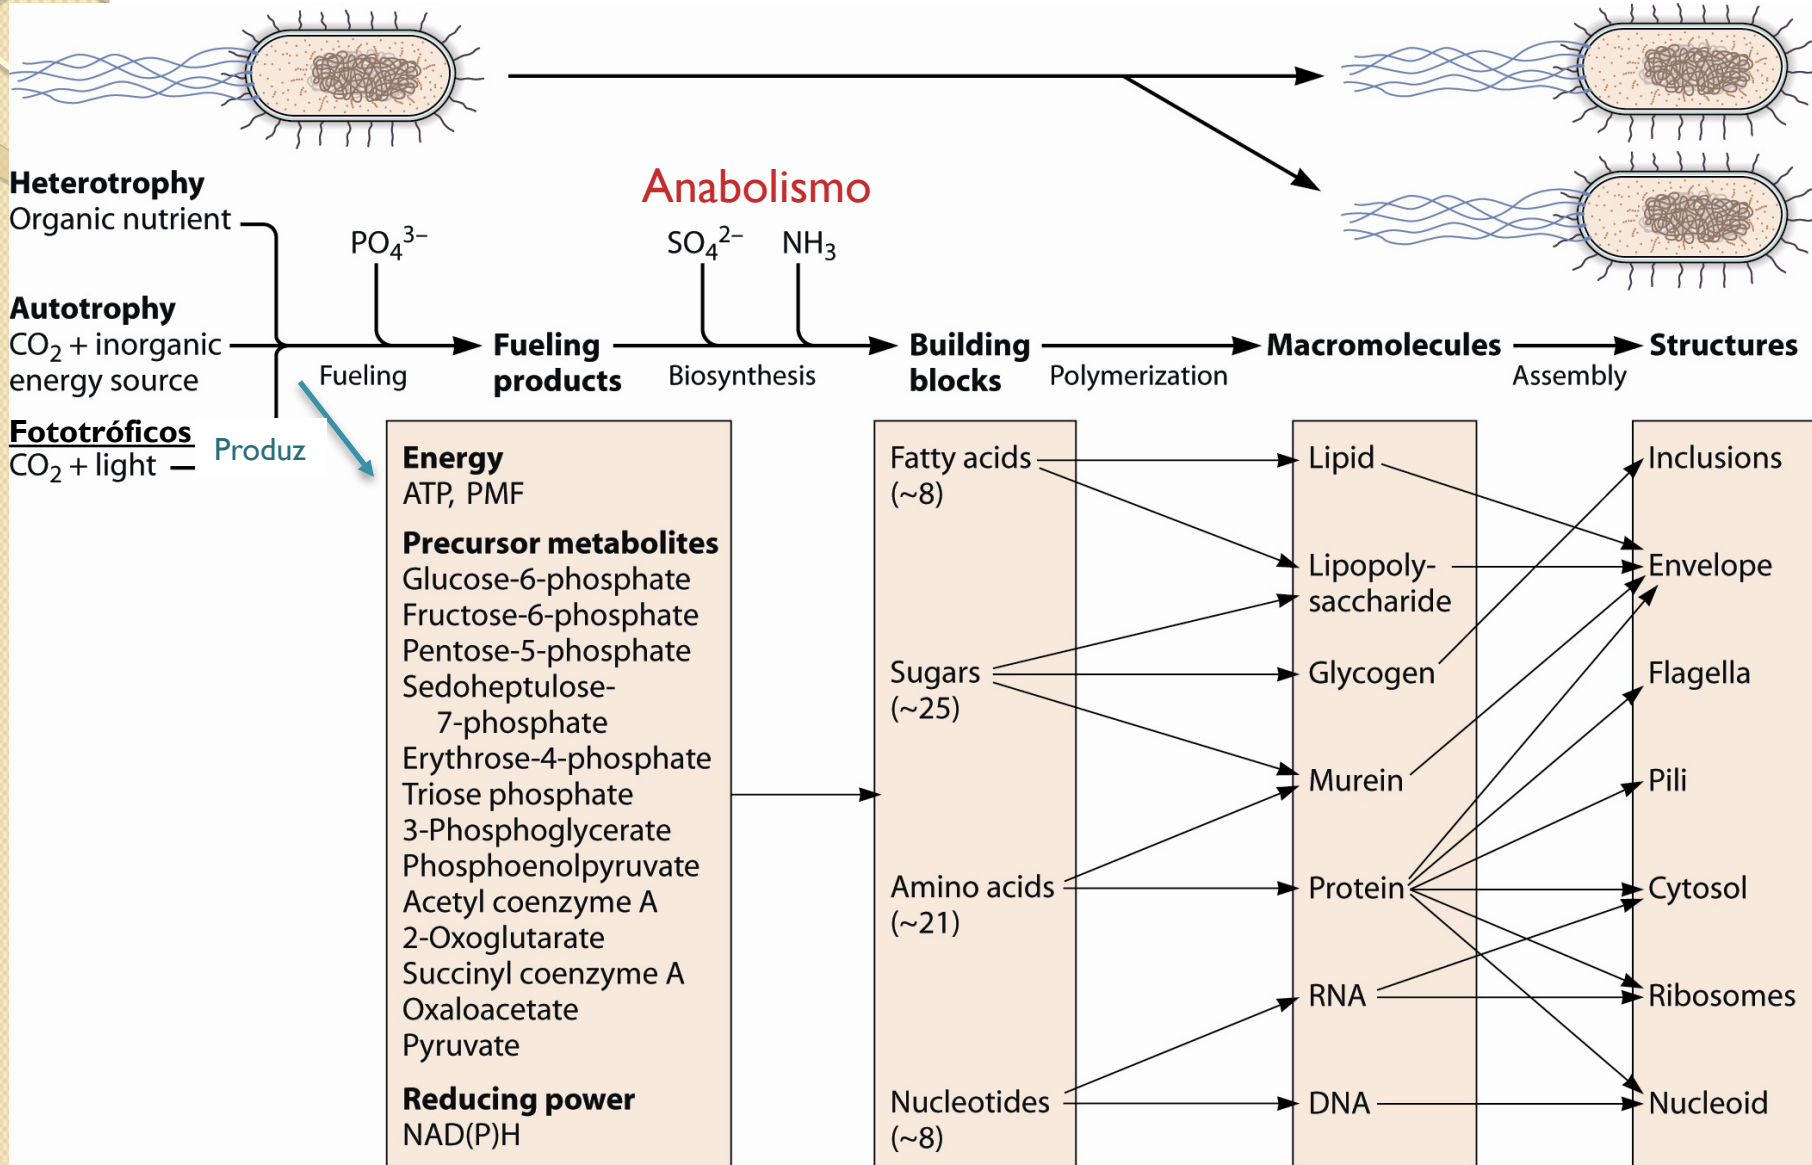 Heterotrophy
Organic nutrient
Autotrophy
CO₂ + inorganic
energy source
Fototróficos
CO₂ + light
Produz
Anabolismo
PO₄³⁻
SO₄²⁻
NH₃
Fueling
Fueling
products
Biosynthesis
Building
blocks
Polymerization
Macromolecules
Assembly
Structures
Energy
ATP, PMF
Precursor metabolites
Glucose-6-phosphate
Fructose-6-phosphate
Pentose-5-phosphate
Sedoheptulose-
7-phosphate
Erythrose-4-phosphate
Triose phosphate
3-Phosphoglycerate
Phosphoenolpyruvate
Acetyl coenzyme A
2-Oxoglutarate
Succinyl coenzyme A
Oxaloacetate
Pyruvate
Reducing power
NAD(P)H
Fatty acids
(~8)
Sugars
(~25)
Amino acids
(~21)
Nucleotides
(~8)
Lipid
Lipopoly-
saccharide
Glycogen
Murein
Protein
RNA
DNA
Inclusions
Envelope
Flagella
Pili
Cytosol
Ribosomes
Nucleoid